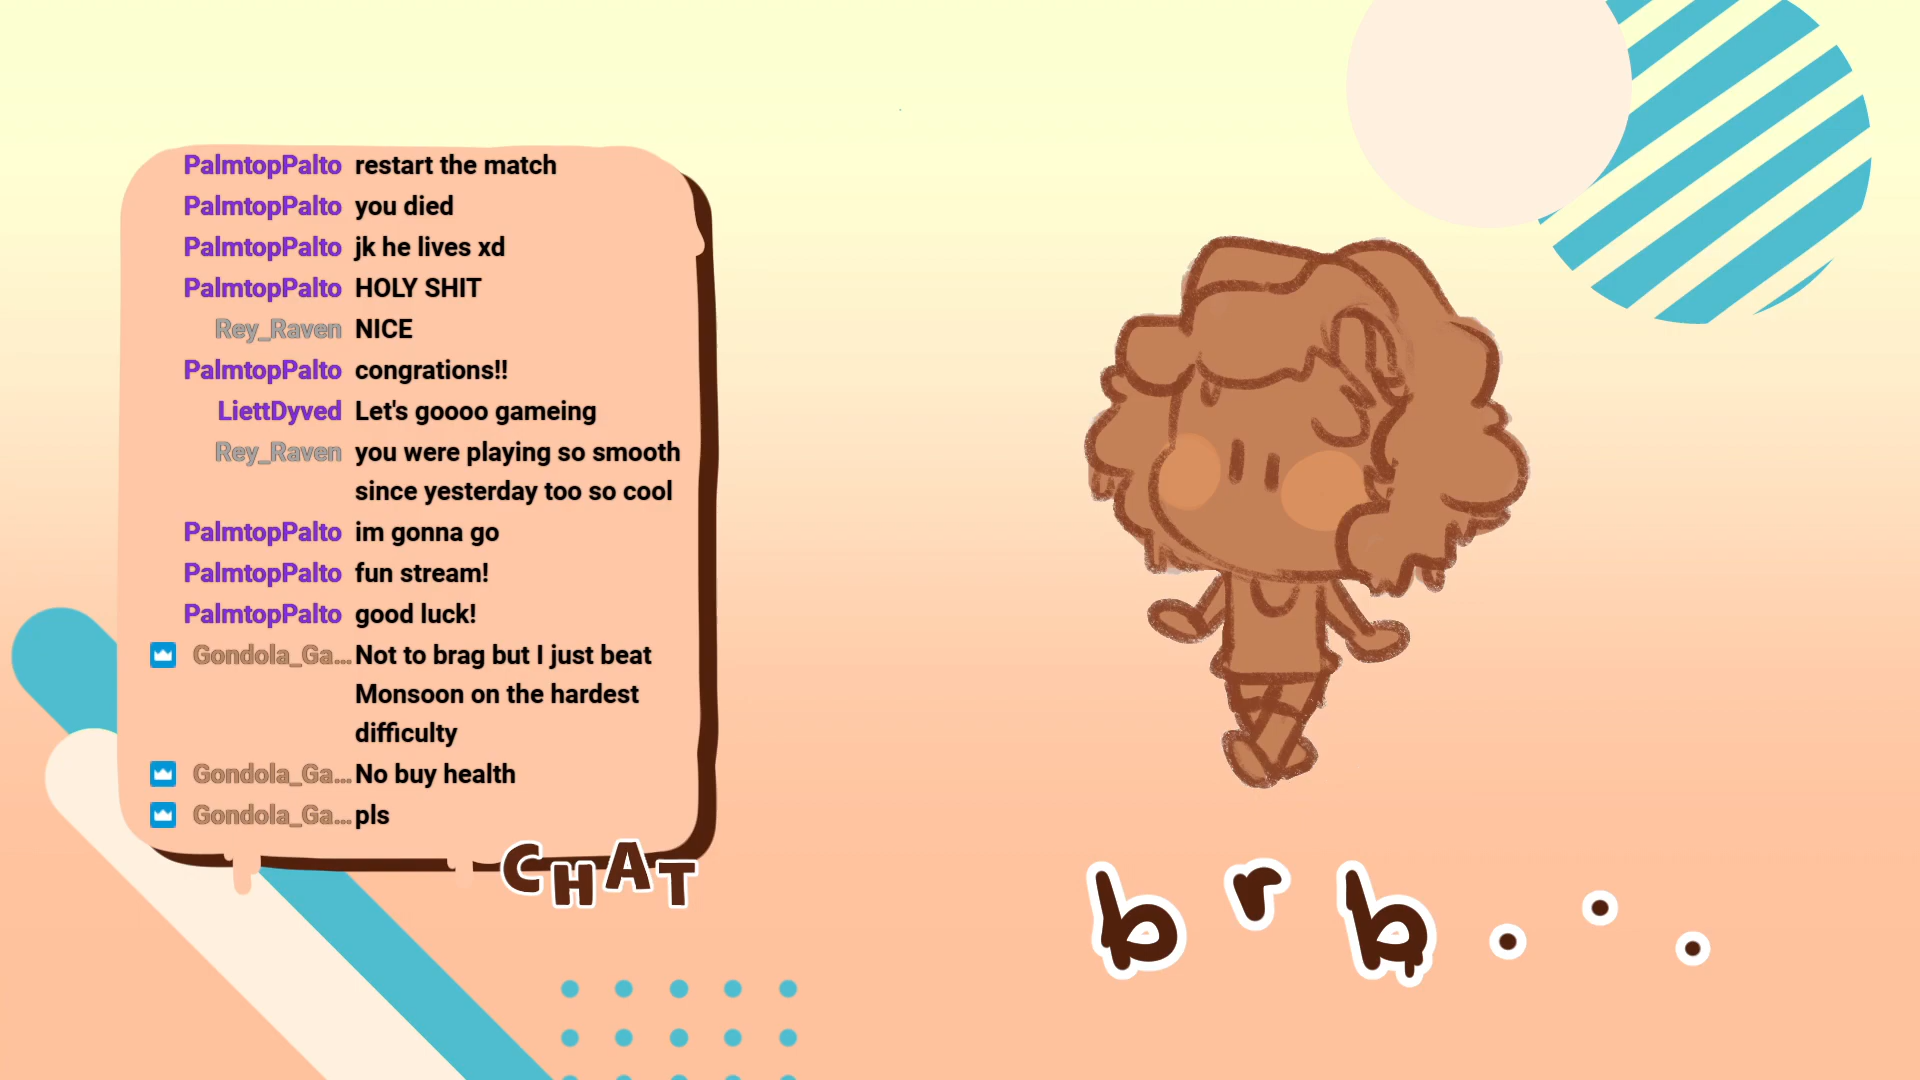 PalmtopPalto restart the match
PalmtopPalto you died
PalmtopPalto jk he lives xd
PalmtopPalto HOLY SHIT
Rey_Raven NICE
PalmtopPalto congrations!!
LiettDyved Let's goooo gameing
Rey_Raven you were playing so smooth
since yesterday too so cool
PalmtopPalto im gonna go
PalmtopPalto fun stream!
PalmtopPalto good luck!
Gondola_Ga... Not to brag but I just beat
Monsoon on the hardest
difficulty
Gondola_Ga... No buy health
Gondola_Ga... pls
CHAT
brb...